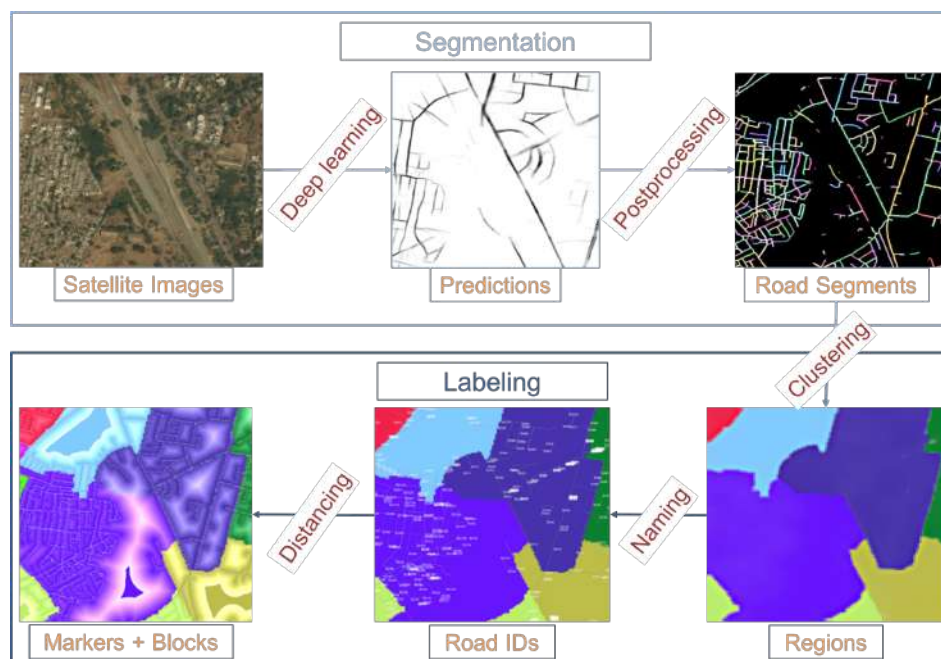 Segmentation
Deep learning
Postprocessing
Satellite Images
Predictions
Road Segments
Clustering
Labeling
Distancing
Naming
Markers + Blocks
Road IDs
Regions